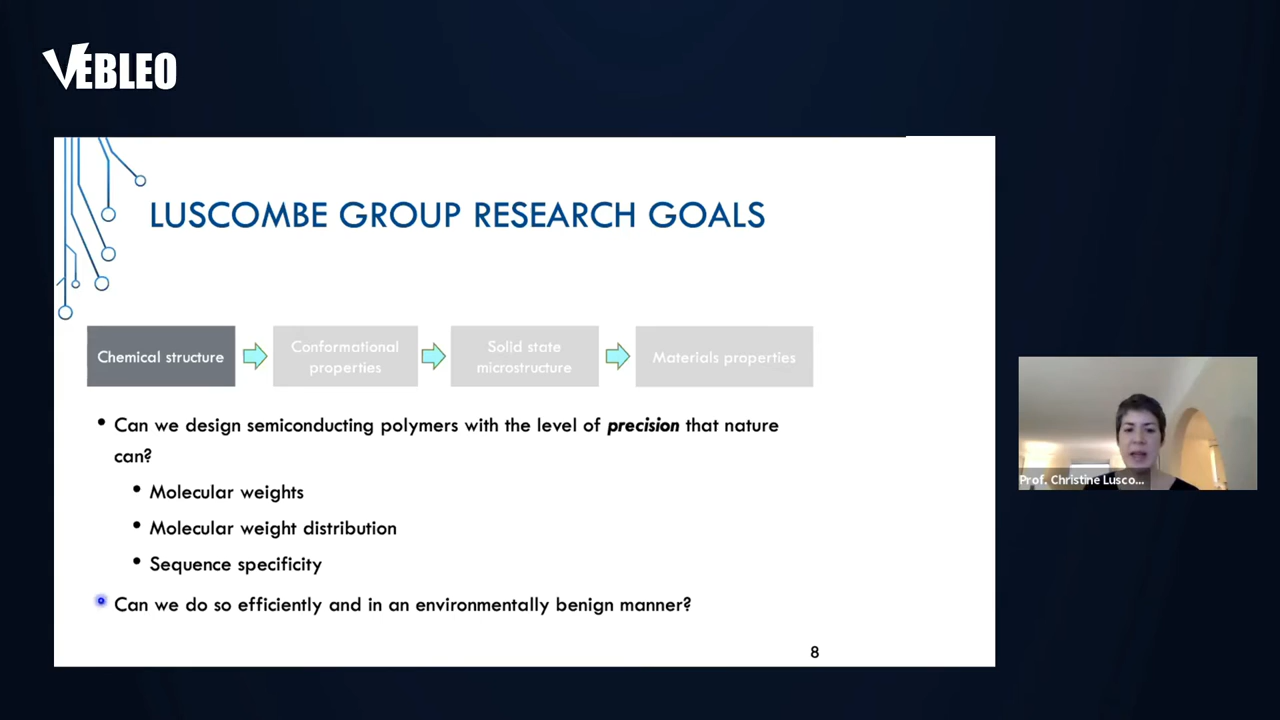 VEBLEO
LUSCOMBE GROUP RESEARCH GOALS
Chemical structure
Conformational
properties
Solid state
microstructure
Materials properties
• Can we design semiconducting polymers with the level of precision that nature
can?
• Molecular weights
• Molecular weight distribution
• Sequence specificity
• Can we do so efficiently and in an environmentally benign manner?
8
Prof. Christine Lusco...